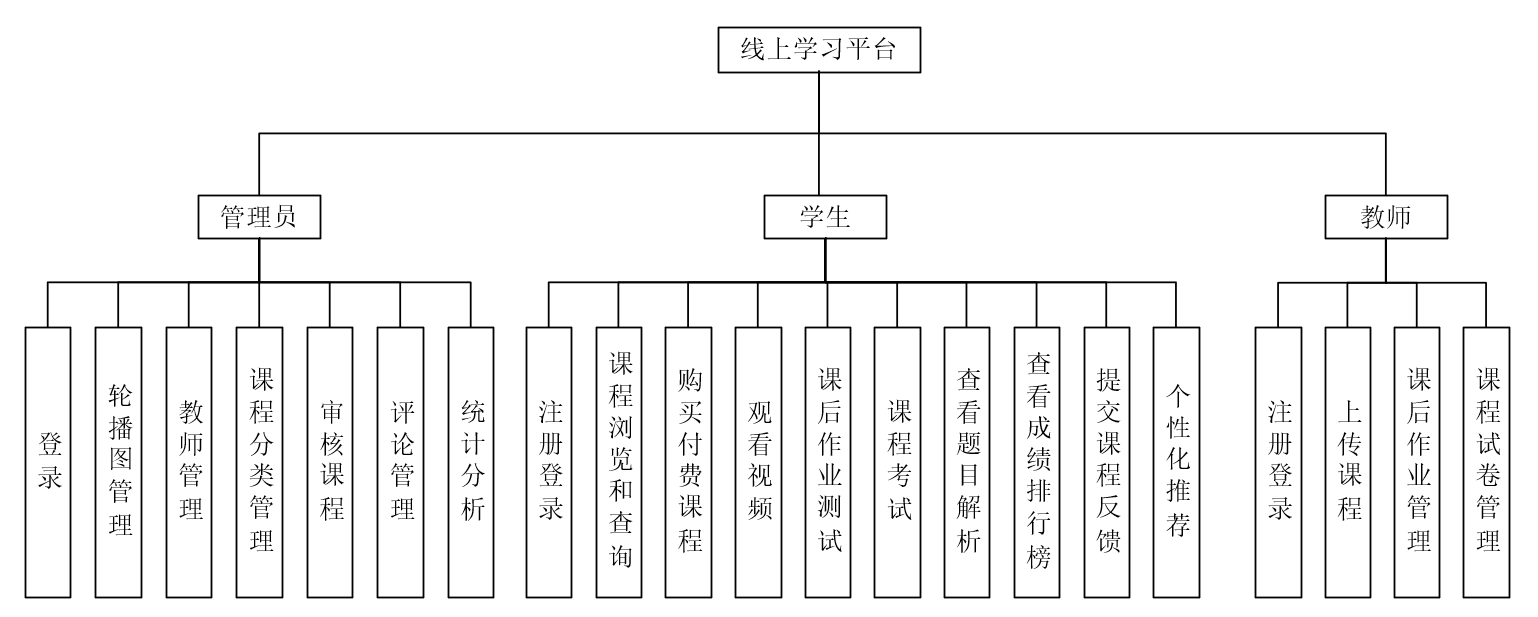 线上学习平台
管理员
学生
教师
登录
轮播图管理
教师管理
课程分类管理
审核课程
评论管理
统计分析
注册登录
课程浏览和查询
购买付费课程
观看视频
课后作业测试
课程考试
查看题目解析
查看成绩排行榜
提交课程反馈
个性化推荐
注册登录
上传课程
课后作业管理
课程试卷管理